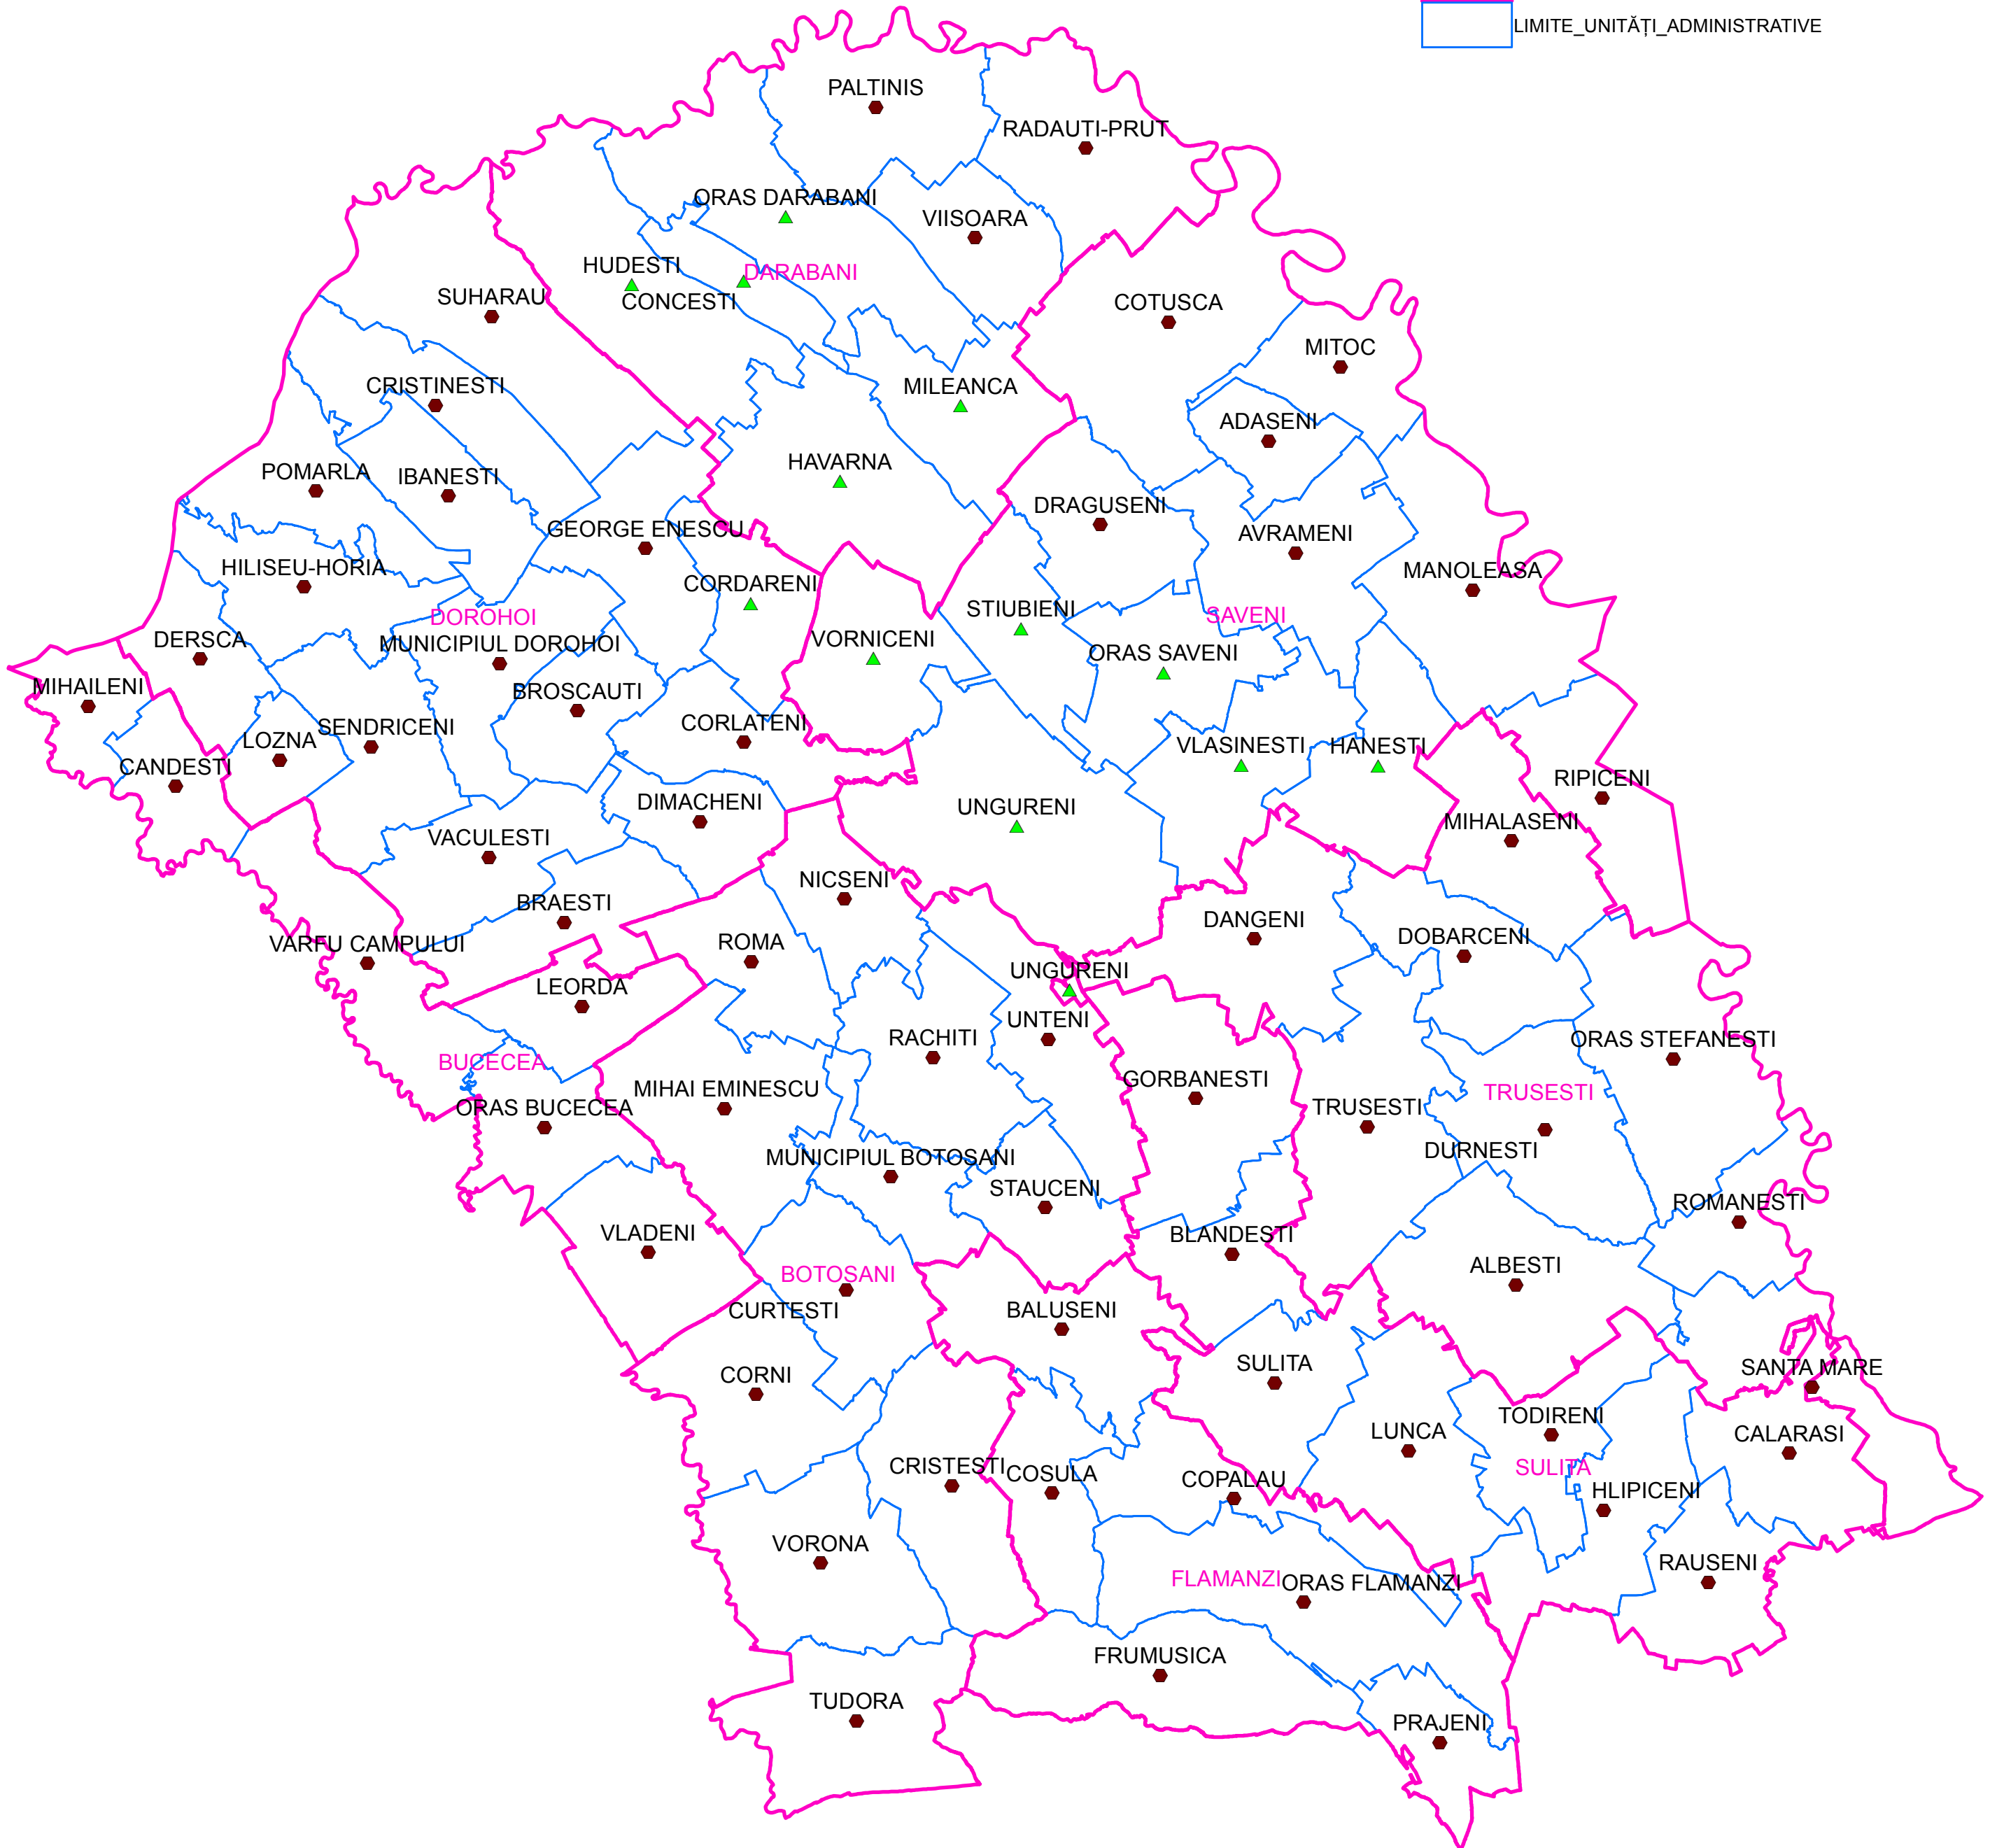 LIMITE_UNITĂȚI_ADMINISTRATIVE
PALTINIS
RADAUTI-PRUT
ORAS DARABANI
VIISOARA
HUDESTI
DARABANI
SUHARAU
CONCESTI
COTUSCA
MITOC
CRISTINESTI
MILEANCA
ADASENI
HAVARNA
POMARLA
IBANESTI
DRAGUSENI
GEORGE ENESCU
AVRAMENI
HILISEU-HORIA
MANOLEASA
CORDARENI
STIUBIENI
DOROHOI
SAVENI
DERSCA
MUNICIPIUL DOROHOI
VORNICENI
ORAS SAVENI
MIHAILENI
BROSCAUTI
SENDRICENI
CORLATENI
LOZNA
VLASINESTI
HANESTI
CANDESTI
RIPICENI
DIMACHENI
UNGURENI
MIHALASENI
VACULESTI
NICSENI
BRAESTI
DANGENI
VARFU CAMPULUI
ROMA
DOBARCENI
UNGURENI
LEORDA
UNTENI
RACHITI
ORAS STEFANESTI
BUCECEA
MIHAI EMINESCU
GORBANESTI
TRUSESTI
ORAS BUCECEA
TRUSESTI
DURNESTI
MUNICIPIUL BOTOSANI
STAUCENI
ROMANESTI
VLADENI
BLANDESTI
ALBESTI
BOTOSANI
CURTESTI
BALUSENI
SULITA
SANTA MARE
CORNI
TODIRENI
LUNCA
CALARASI
CRISTESTI
COSULA
COPALAU
SULITA
HLIPICENI
VORONA
RAUSENI
FLAMANZI
ORAS FLAMANZI
FRUMUSICA
TUDORA
PRAJENI